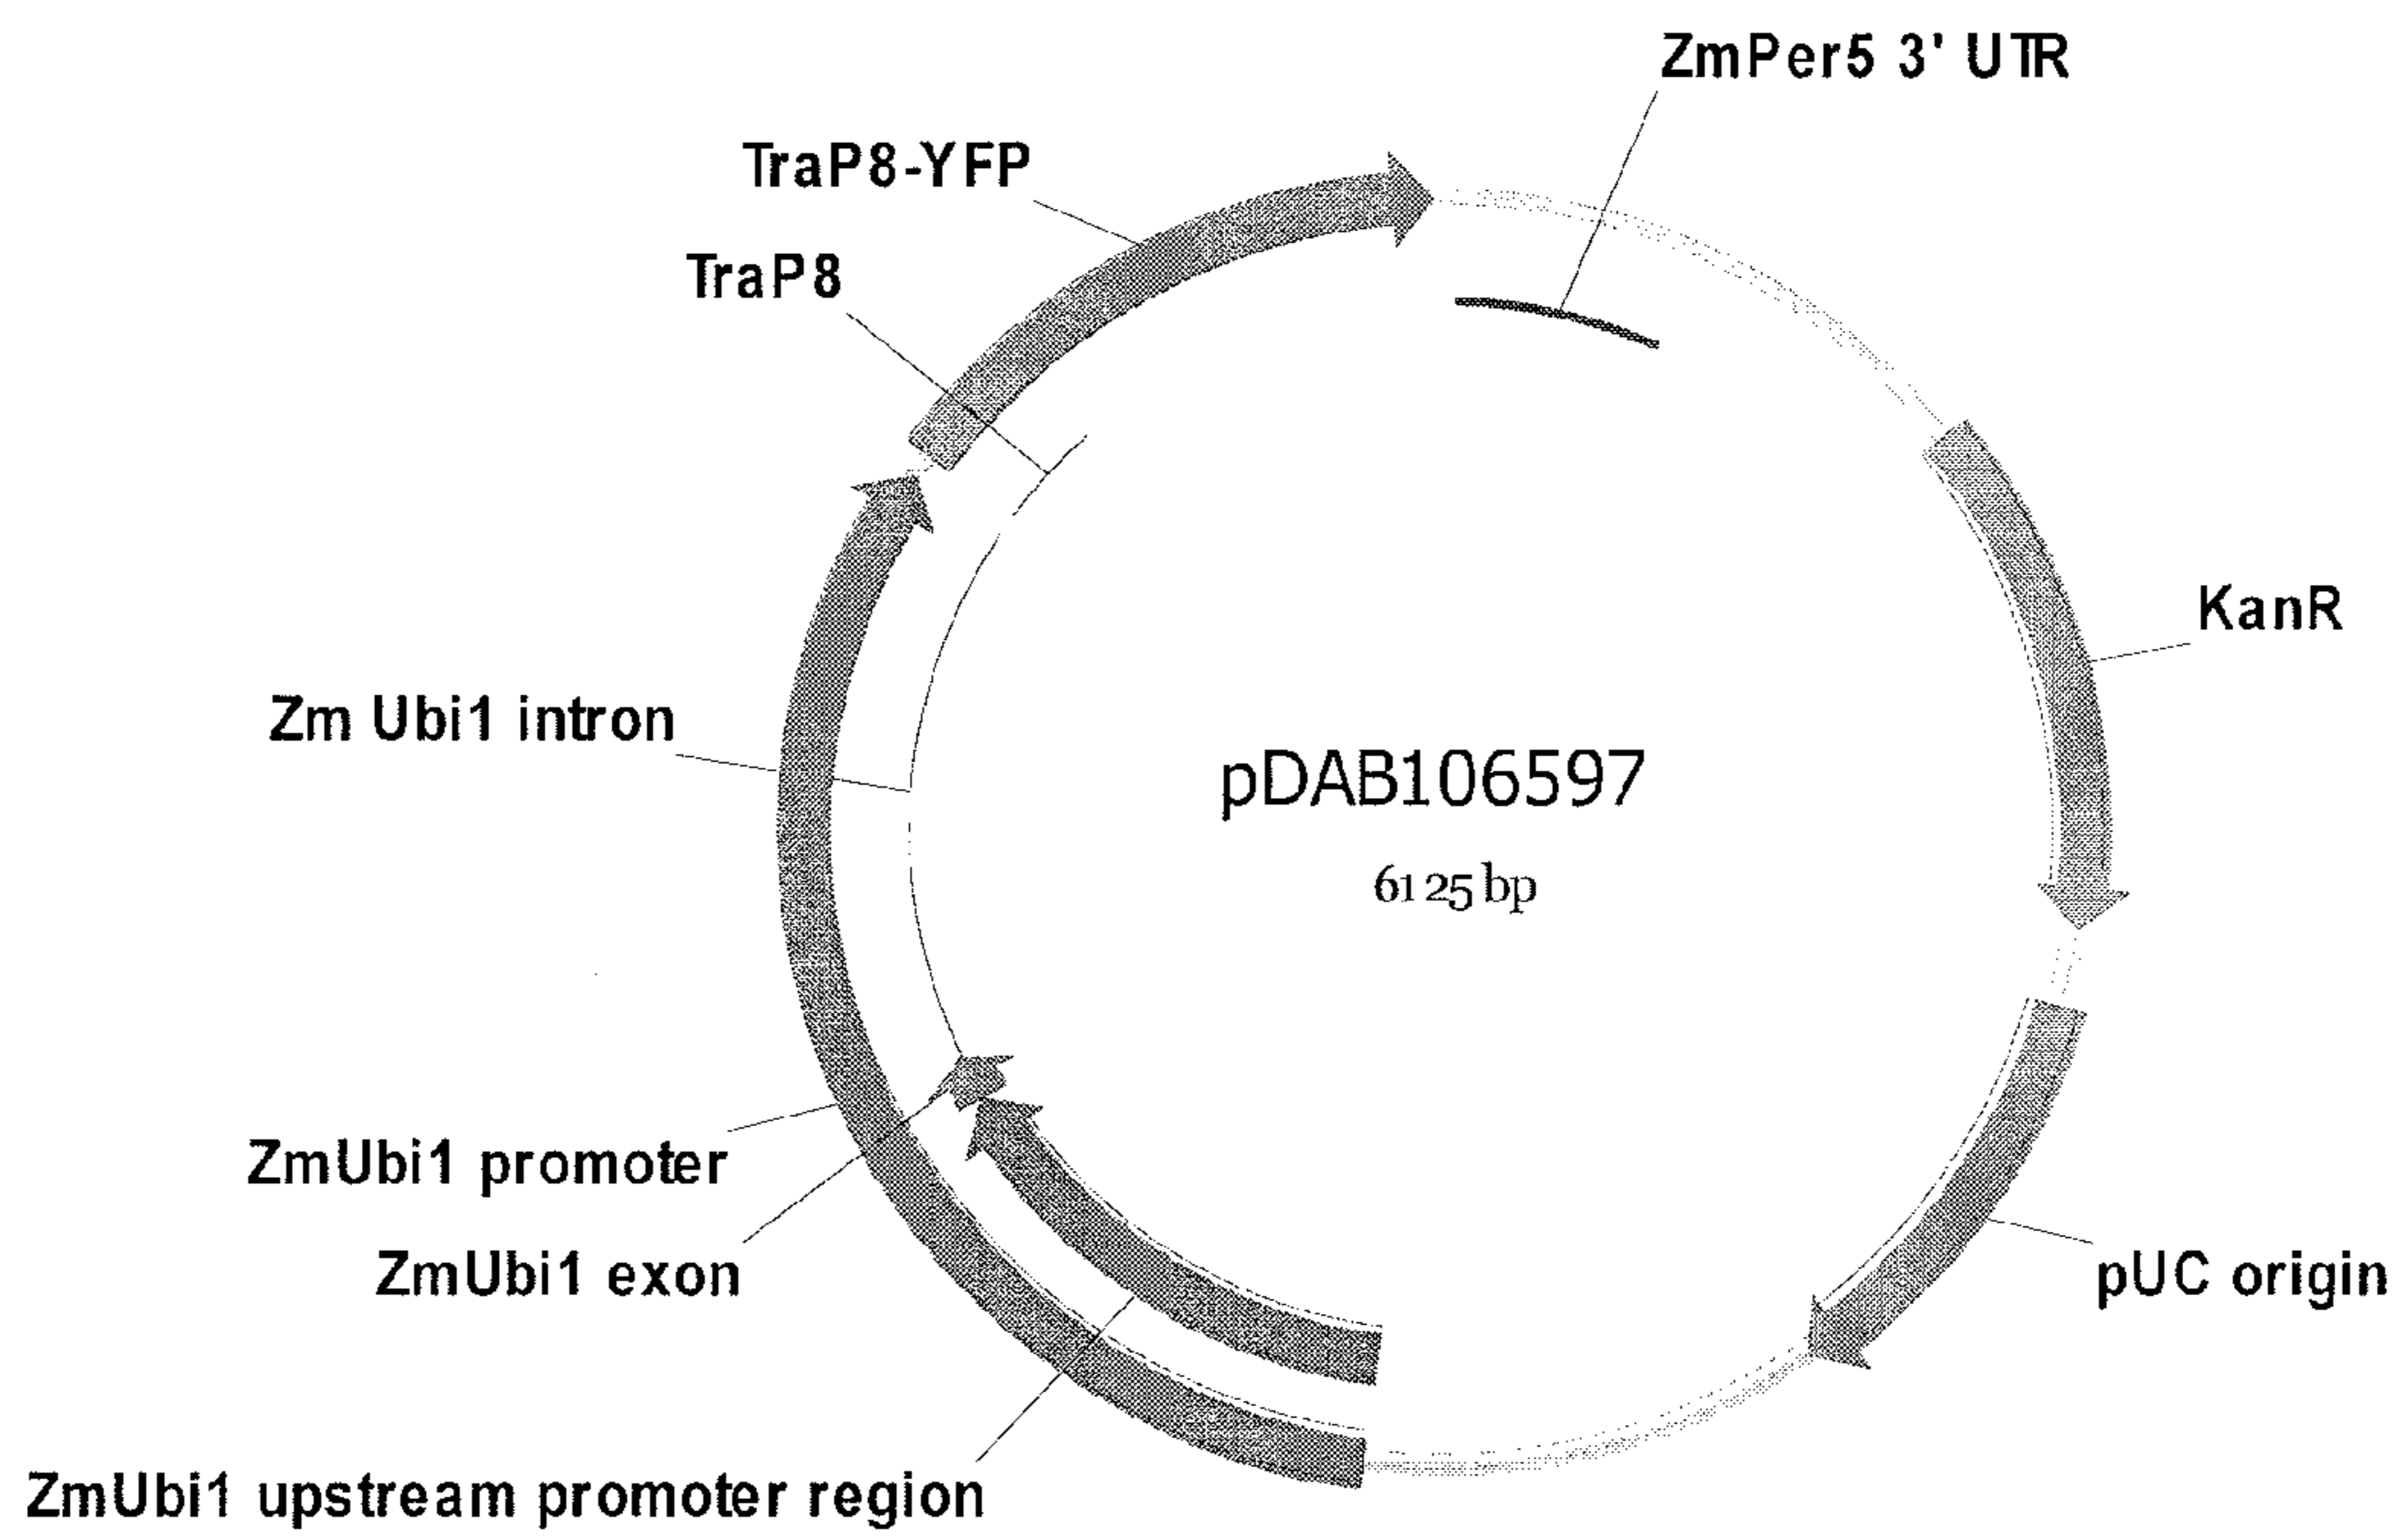 ZmPer5 3' UTR
TraP8-YFP
TraP8
KanR
Zm Ubi1 intron
pDAB106597
6125 bp
ZmUbi1 promoter
ZmUbi1 exon
pUC origin
ZmUbi1 upstream promoter region